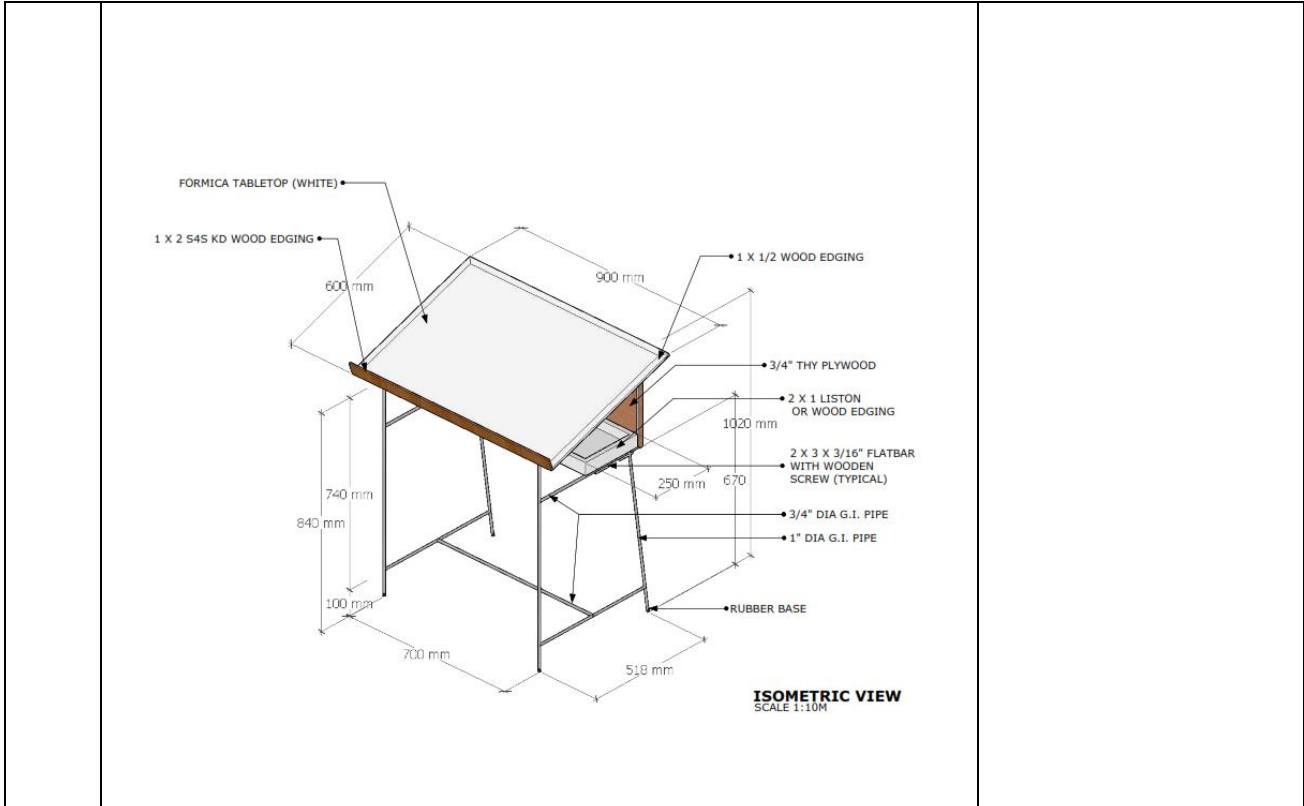 FORMICA TABLETOP (WHITE)
1 X 2 S4S KD WOOD EDGING
1 X 1/2 WOOD EDGING
900 mm
600 mm
3/4" THY PLYWOOD
2 X 1 LISTON
OR WOOD EDGING
1020 mm
2 X 3 X 3/16" FLATBAR
WITH WOODEN
SCREW (TYPICAL)
670
250 mm
740 mm
840 mm
3/4" DIA G.I. PIPE
1" DIA G.I. PIPE
100 mm
RUBBER BASE
700 mm
518 mm
ISOMETRIC VIEW
SCALE 1:10M